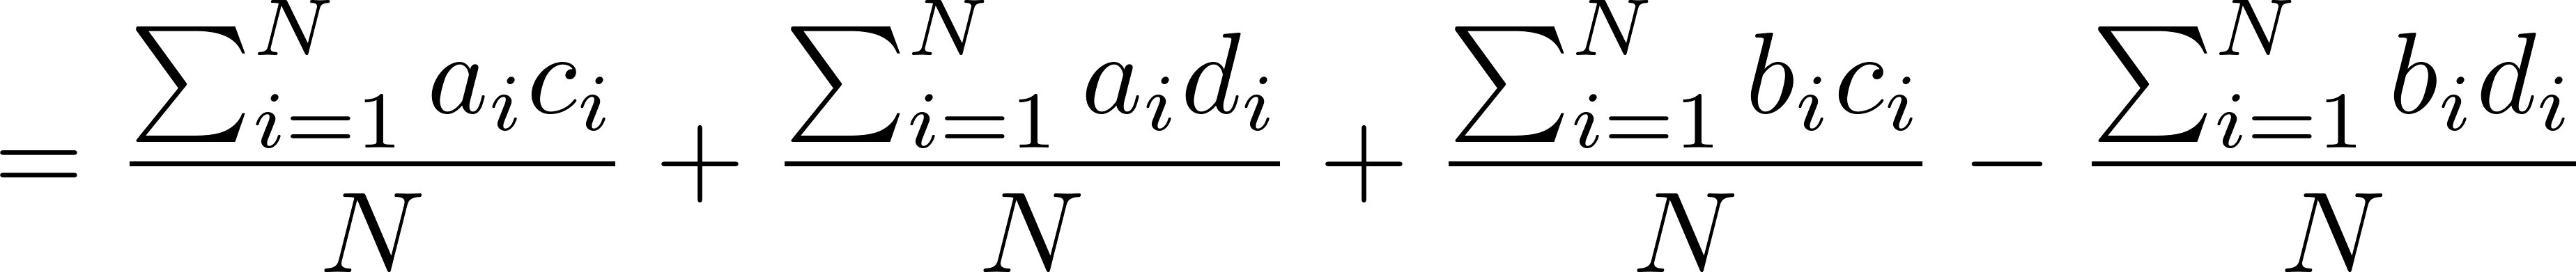 = \frac{\sum_{i=1}^{N} a_i c_i}{N} + \frac{\sum_{i=1}^{N} a_i d_i}{N} + \frac{\sum_{i=1}^{N} b_i c_i}{N} - \frac{\sum_{i=1}^{N} b_i d_i}{N}